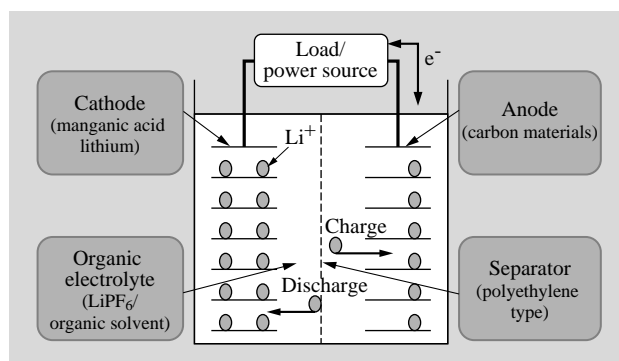 Load/
power source
e⁻
Cathode
(manganic acid
lithium)
Li⁺
Anode
(carbon materials)
Charge
Organic
electrolyte
(LiPF₆/
organic solvent)
Discharge
Separator
(polyethylene
type)